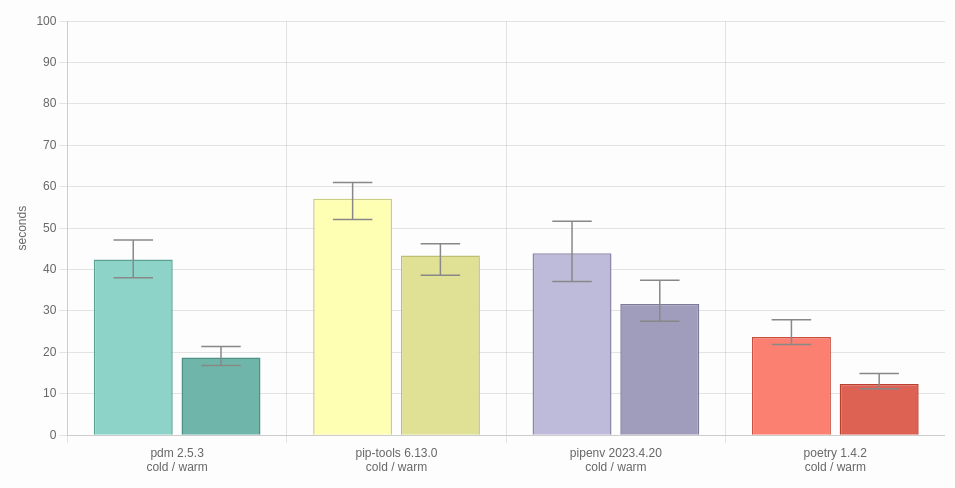 100
90
80
70
60
50
40
30
20
10
0
seconds
pdm 2.5.3
cold / warm
pip-tools 6.13.0
cold / warm
pipenv 2023.4.20
cold / warm
poetry 1.4.2
cold / warm